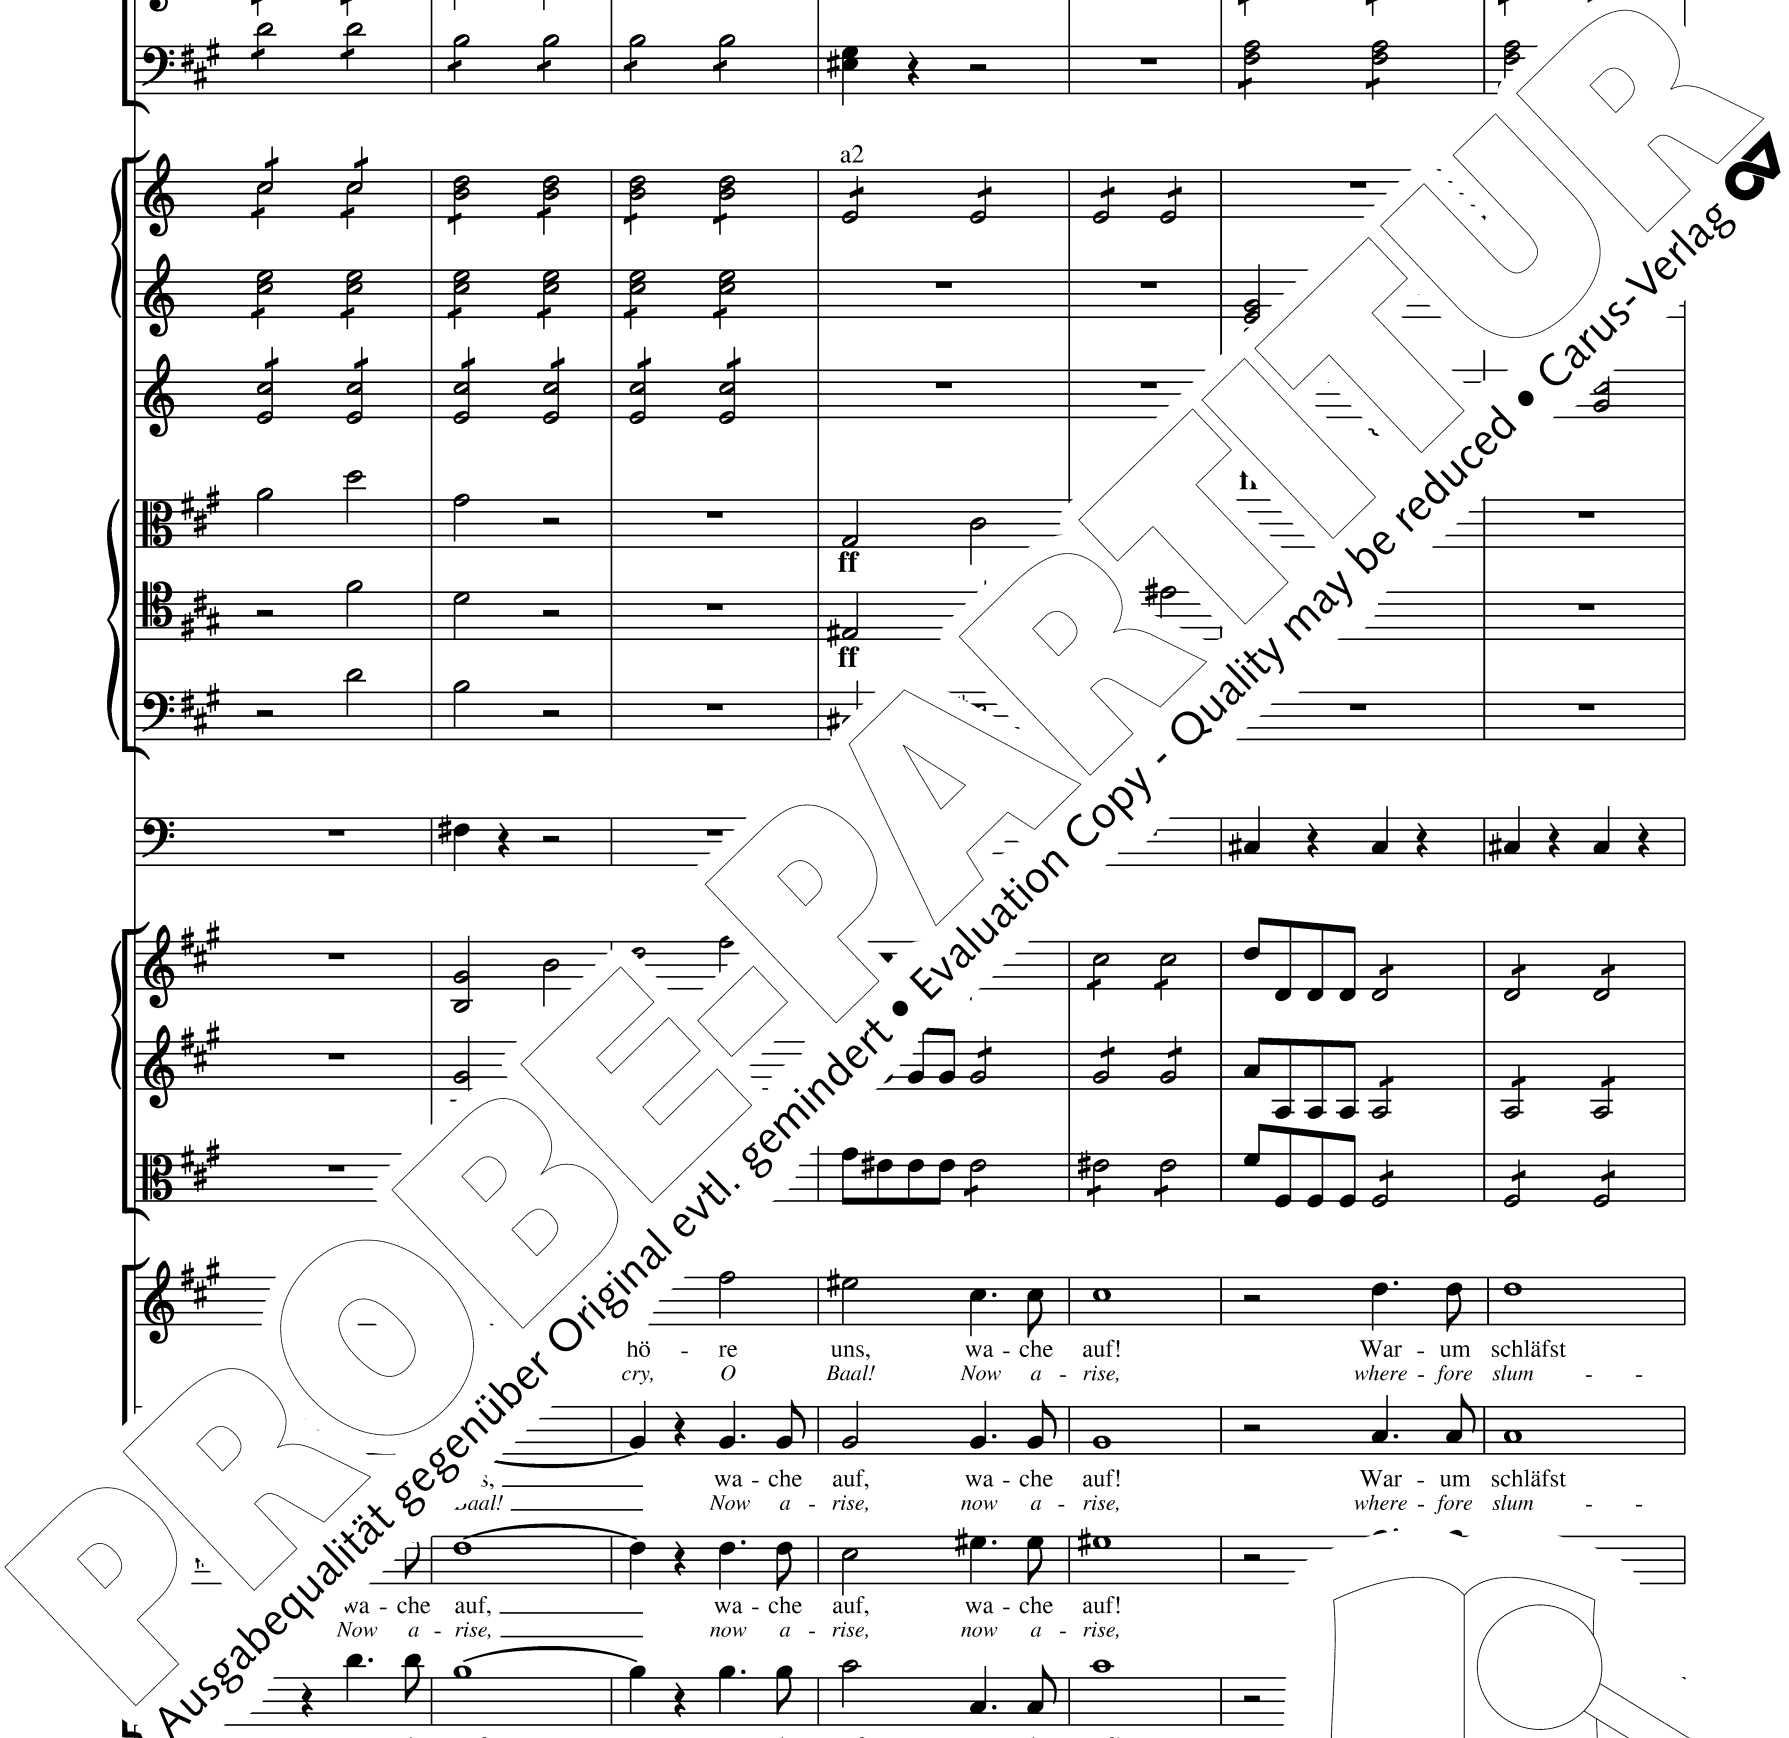 a2
ff
ff
hö - re uns, wa - che auf! War - um schläfst
cry, O Baal! Now a - rise, where - fore slum - -
wa - che auf, wa - che auf! War - um schläfst
Baal! Now a - rise, now a - rise, where - fore slum - -
wa - che auf, wa - che auf, wa - che auf!
Now a - rise, now a - rise, now a - rise,
PROBE-PARTITUR
Ausgabequalität gegenüber Original evtl. gemindert • Evaluation Copy - Quality may be reduced • Carus-Verlag